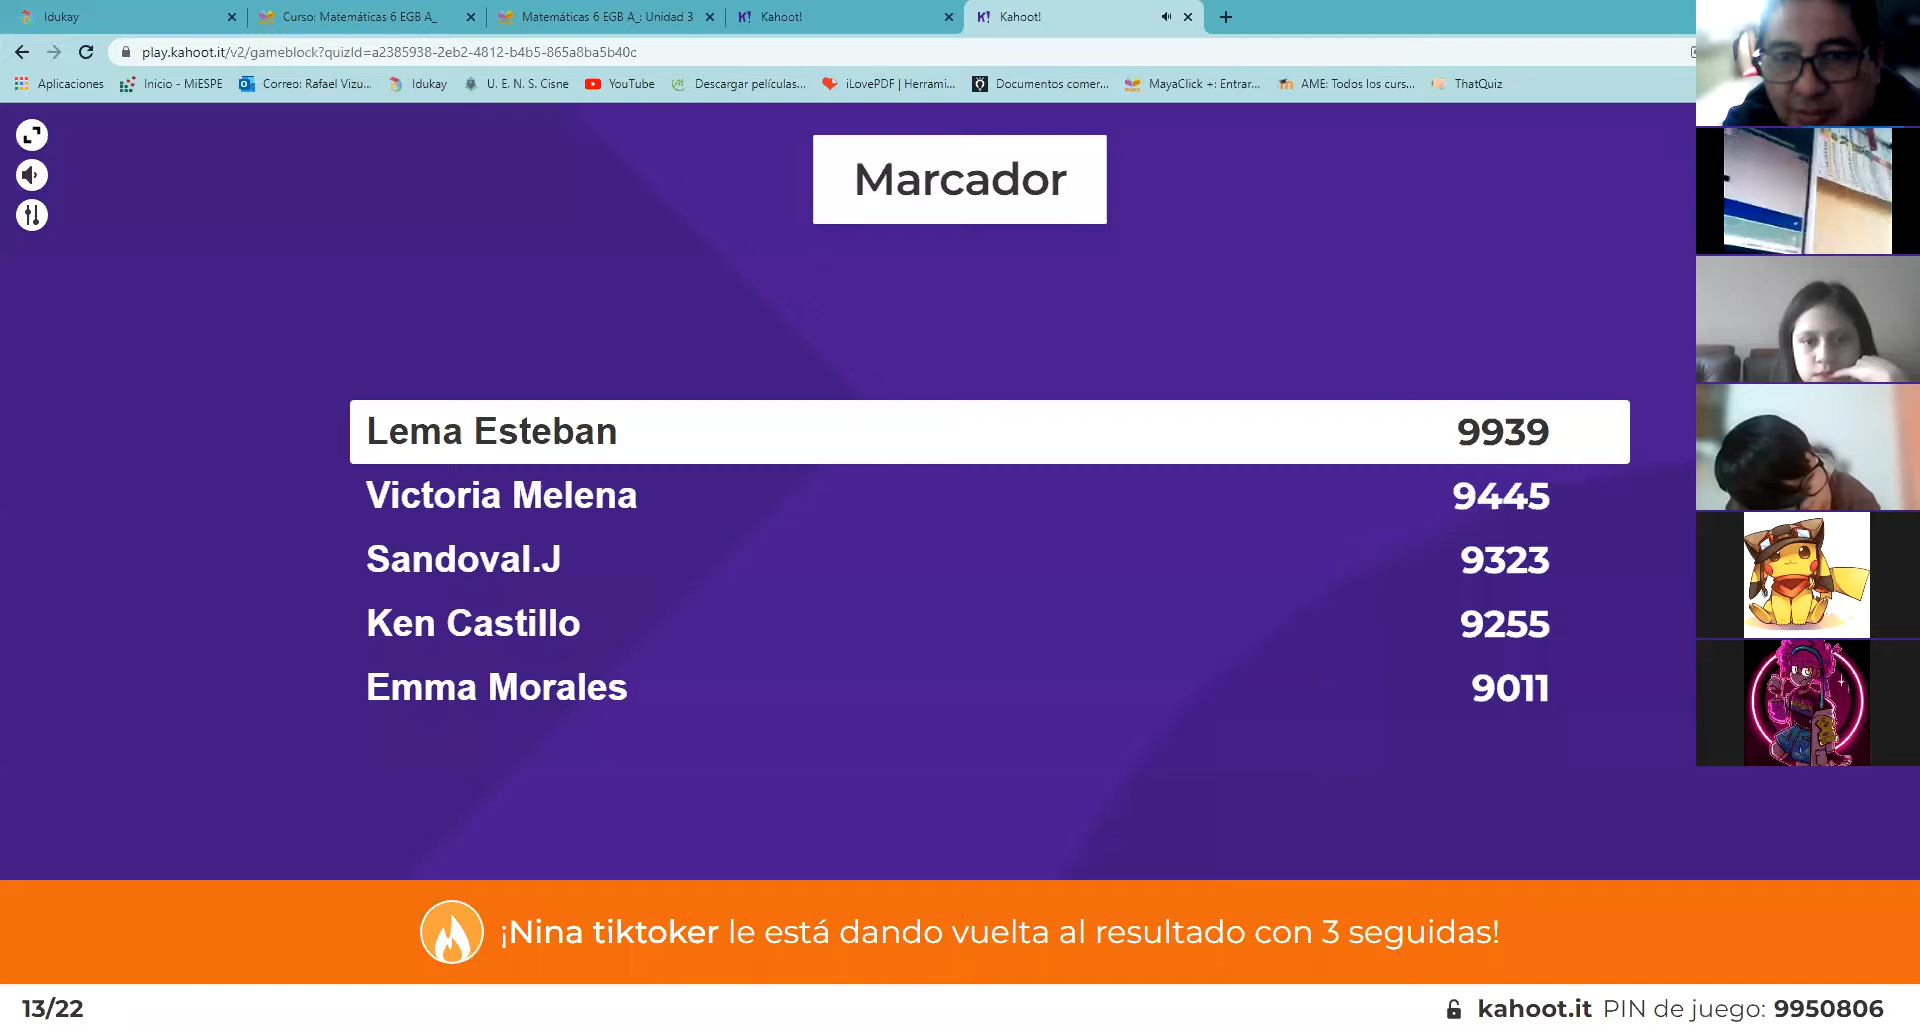 Idukay
Curso: Matemáticas 6 EGB A_
Matemáticas 6 EGB A_: Unidad 3
K! Kahoot!
K! Kahoot!
play.kahoot.it/v2/gameblock?quizId=a2385938-2eb2-4812-b4b5-865a8ba5b40c
Aplicaciones
Inicio - MiESPE
Correo: Rafael Vizu...
Idukay
U. E. N. S. Cisne
YouTube
Descargar películas...
iLovePDF | Herrami...
Documentos comer...
MayaClick +: Entrar...
AME: Todos los curs...
ThatQuiz
Marcador
Lema Esteban 9939
Victoria Melena 9445
Sandoval.J 9323
Ken Castillo 9255
Emma Morales 9011
¡Nina tiktoker le está dando vuelta al resultado con 3 seguidas!
13/22
kahoot.it PIN de juego: 9950806